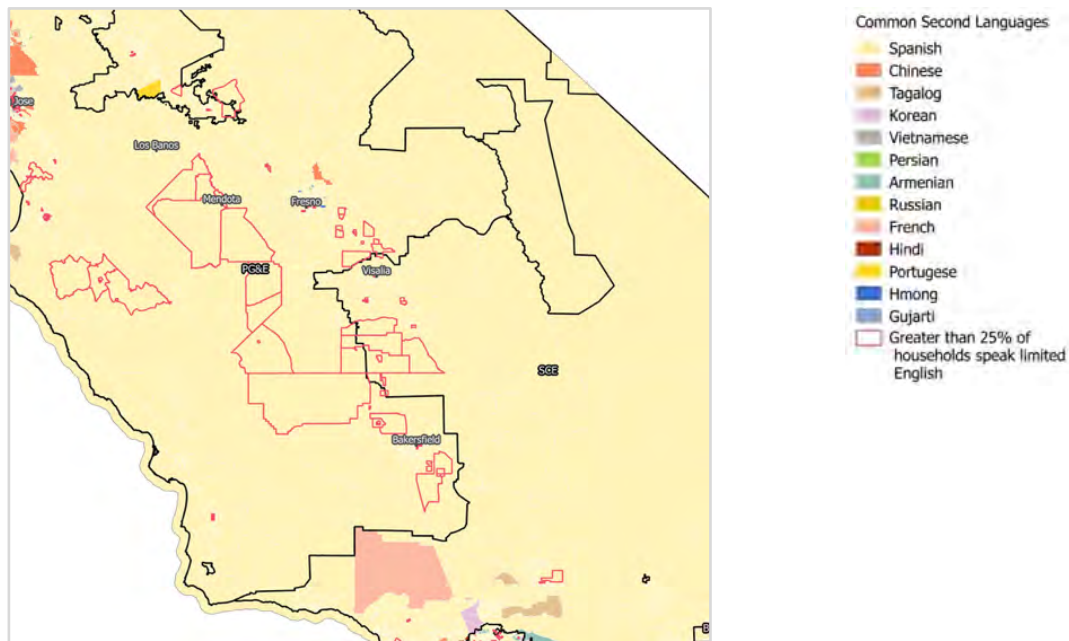 Common Second Languages
Spanish
Chinese
Tagalog
Korean
Vietnamese
Persian
Armenian
Russian
French
Hindi
Portugese
Hmong
Gujarti
Greater than 25% of
households speak limited
English
Jose
Los Banos
Mendota
Fresno
PG&E
Visalia
SCE
Bakersfield
B